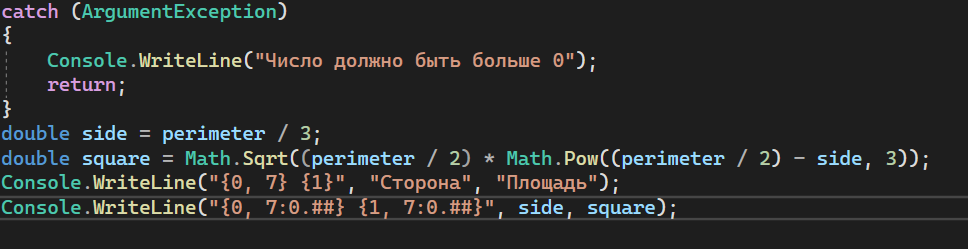 catch (ArgumentException)
{
Console.WriteLine("Число должно быть больше 0");
return;
}
double side = perimeter / 3;
double square = Math.Sqrt((perimeter / 2) * Math.Pow((perimeter / 2) - side, 3));
Console.WriteLine("{0, 7} {1}", "Сторона", "Площадь");
Console.WriteLine("{0, 7:0.##} {1, 7:0.##}", side, square);